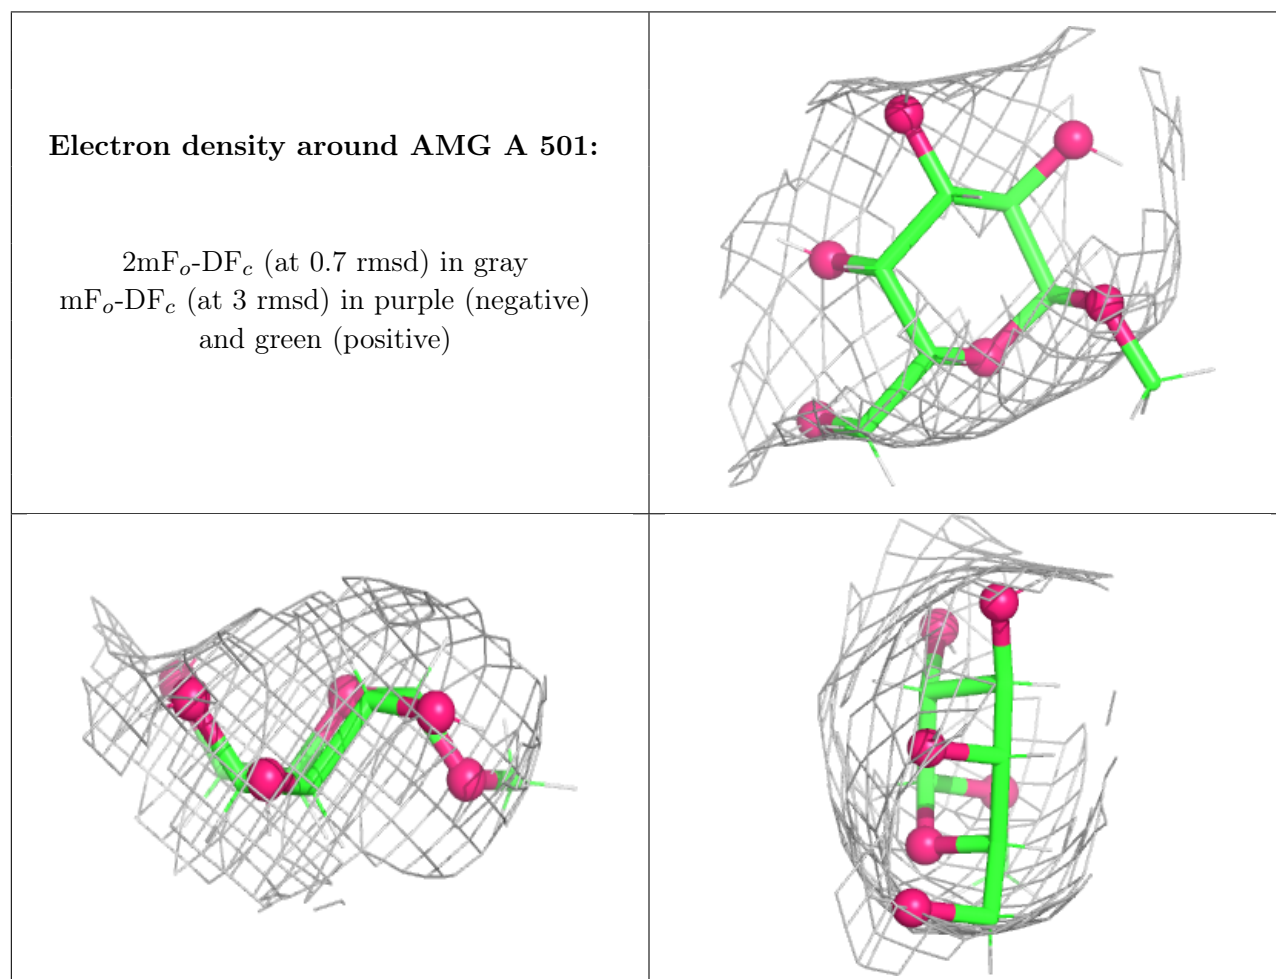 Electron density around AMG A 501:
2mFo-DFc (at 0.7 rmsd) in gray
mFo-DFc (at 3 rmsd) in purple (negative)
and green (positive)